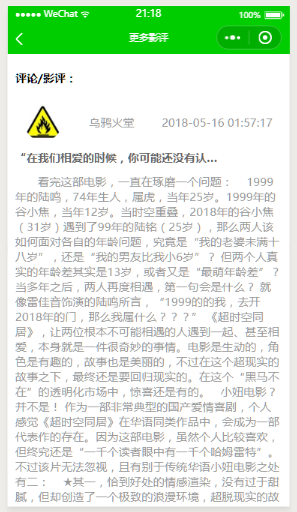 WeChat 21:18 100%
更多影评
评论/影评：
乌鸦火堂 2018-05-16 01:57:17
“在我们相爱的时候，你可能还没有认...
看完这部电影，一直在琢磨一个问题： 1999
年的陆鸣，74年生人，属虎，当年25岁。1999年的
谷小焦，当年12岁。当时空重叠，2018年的谷小焦
（31岁）遇到了99年的陆铭（25岁），那么两人该
如何面对各自的年龄问题，究竟是“我的老婆未满十
八岁”，还是“我的男友比我小6岁”？ 但两个人真
实的年龄差其实是13岁，或者又是“最萌年龄差”？
当多年之后，两人再度相遇，第一句会是什么？ 就
像雷佳音饰演的陆鸣所言，“1999的的我，去开
2018年的门，那么我属什么？？？” 《超时空同
居》，让两位根本不可能相遇的人遇到一起、甚至相
爱，本身就是一件很奇妙的事情。电影是生动的，角
色是有趣的，故事也是美丽的，不过在这个超现实的
故事之下，最终还是要回归现实的。在这个“黑马不
在”的透明化市场中，惊喜还是有的。 小妞电影？
并不是！ 作为一部非常典型的国产爱情喜剧，个人
感觉《超时空同居》在华语同类作品中，会成为一部
代表作的存在。因为这部电影，虽然个人比较喜欢，
但终究还是“一千个读者眼中有一千个哈姆雷特”。
不过该片无法忽视，且有别于传统华语小妞电影之处
有二： ★其一，恰到好处的情感渲染，没有过于甜
腻，但却创造了一个极致的浪漫环境，超脱现实的故